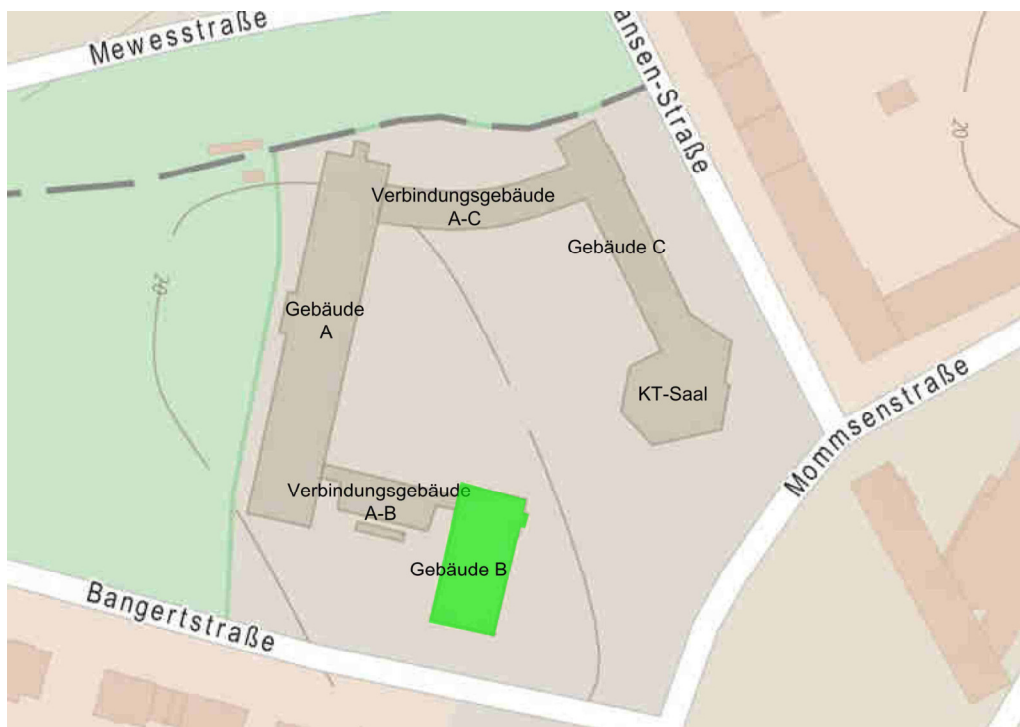 Mewesstraße
ansen-Straße
20
Verbindungsgebäude
A-C
Gebäude C
20
Gebäude
A
KT-Saal
Mommsenstraße
Verbindungsgebäude
A-B
Gebäude B
Bangertstraße